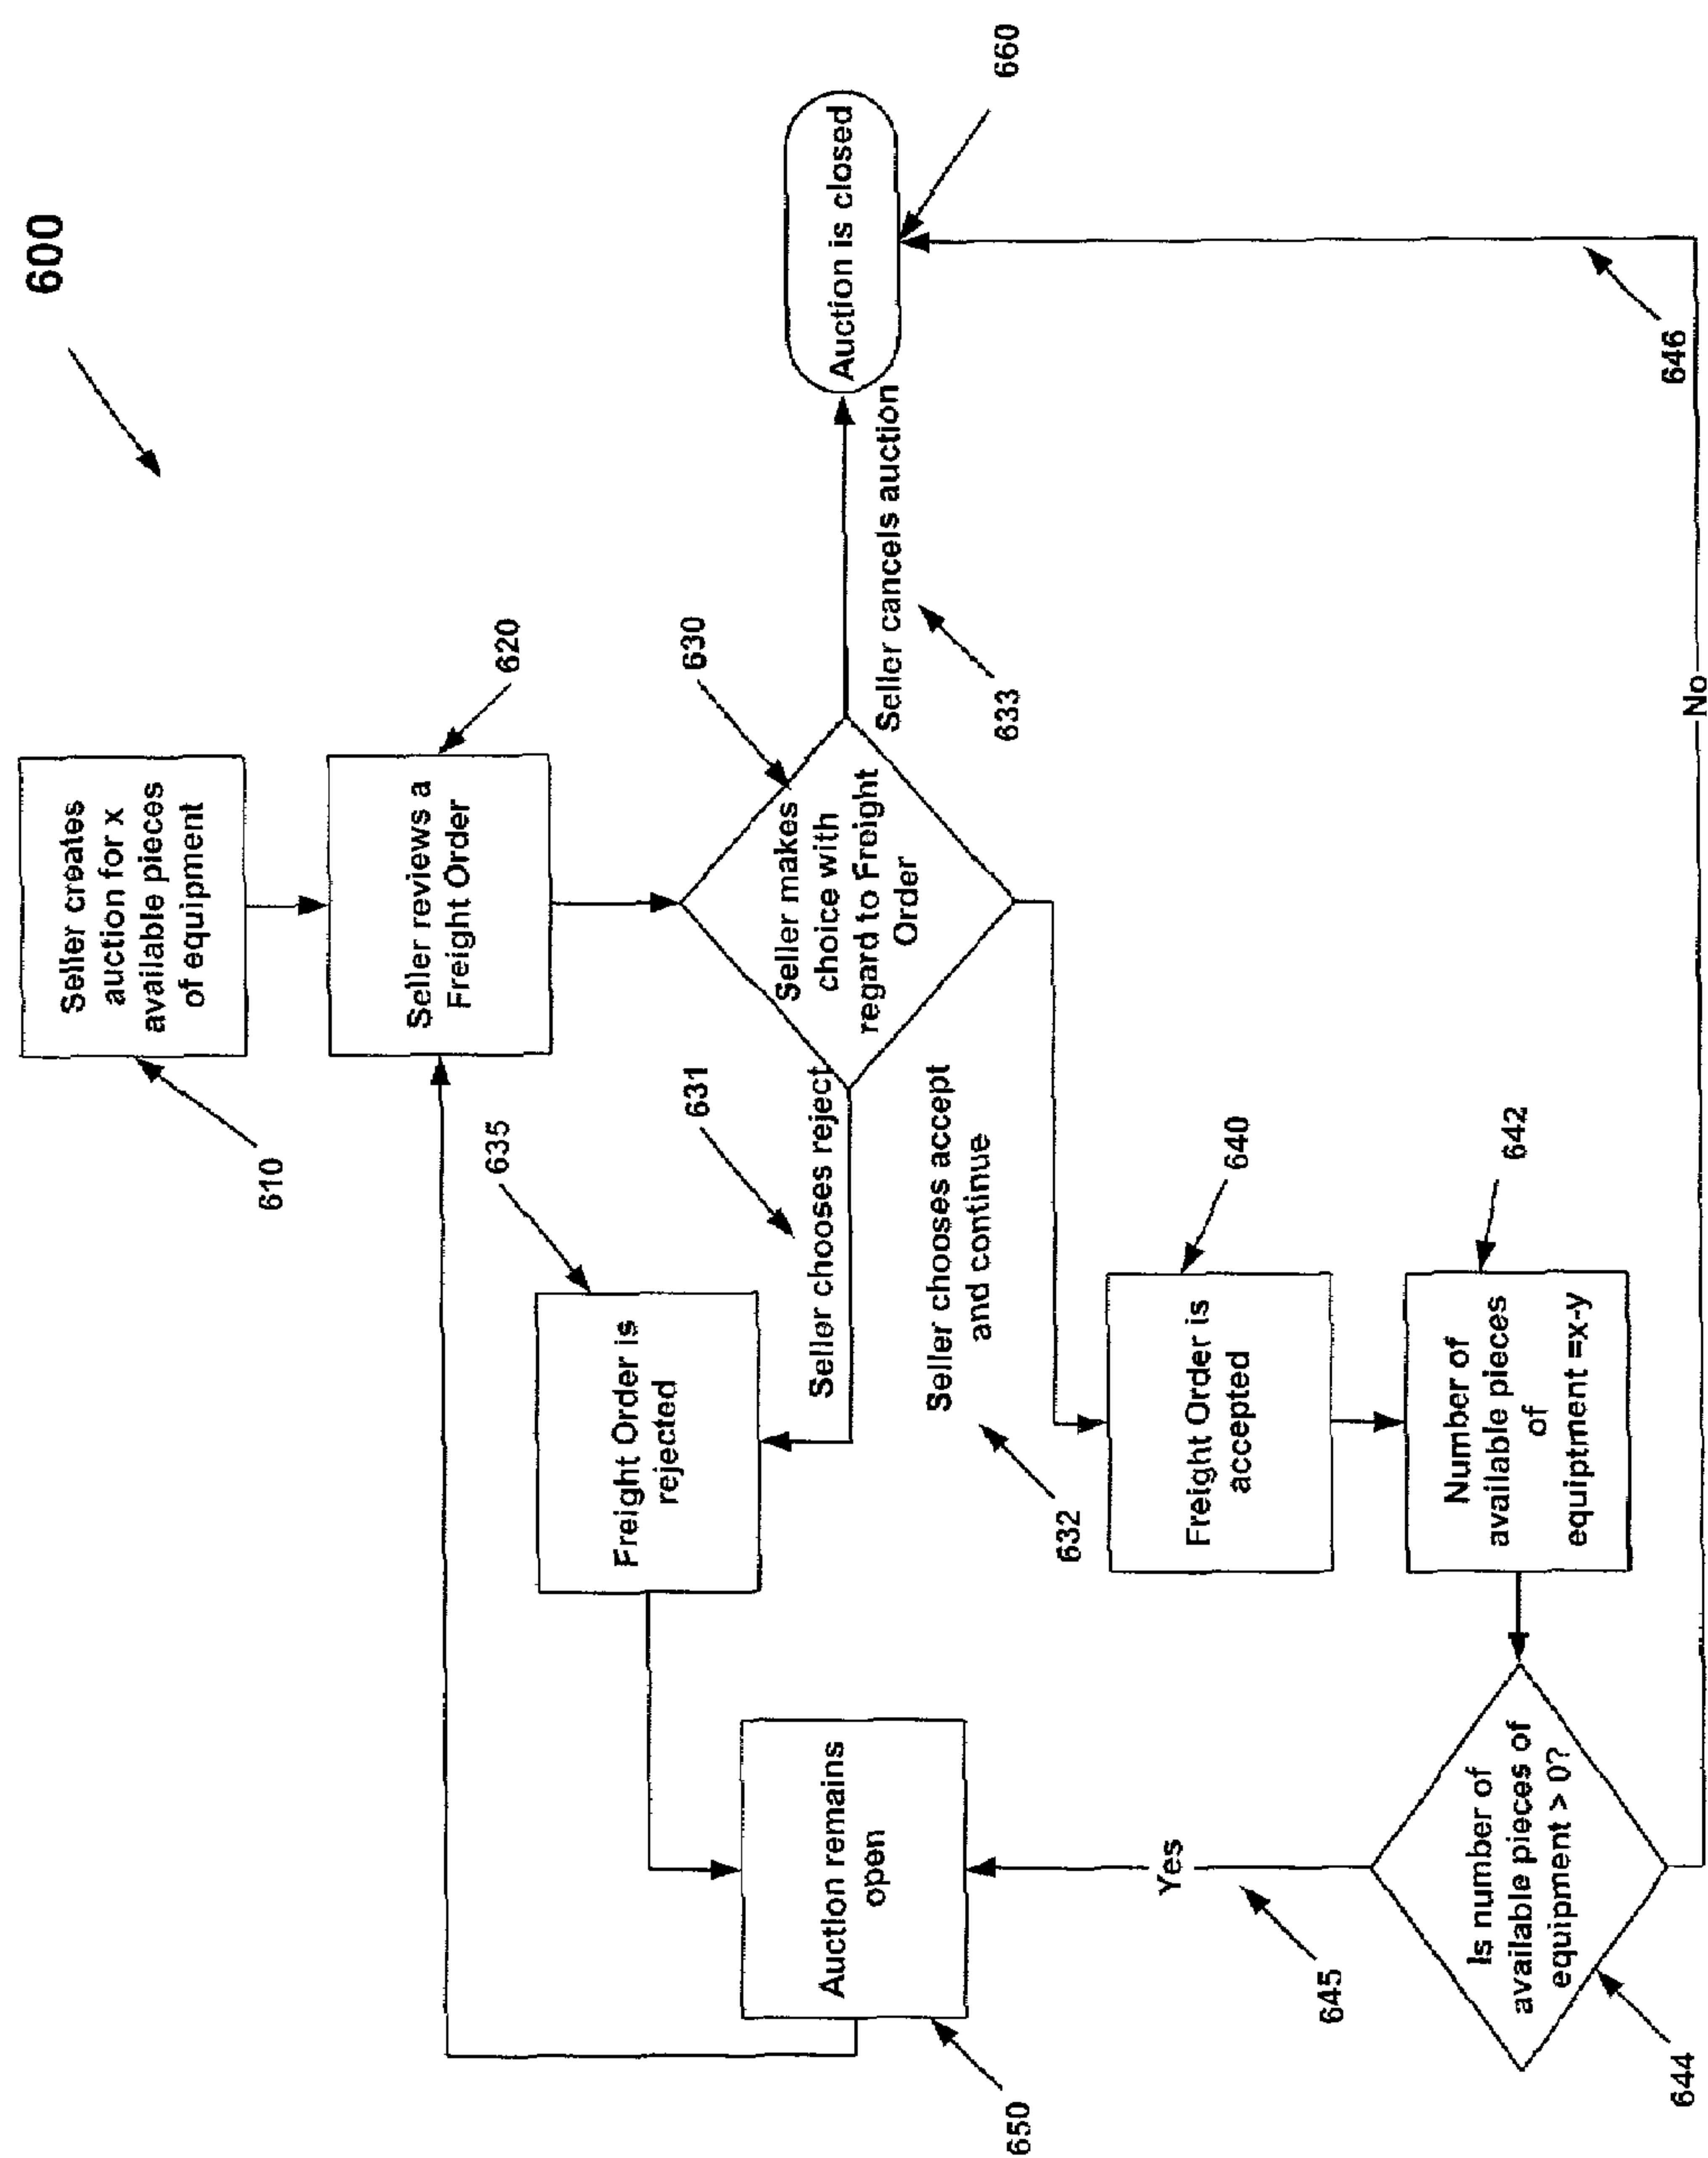 600
Seller creates
auction for x
available pieces
of equipment
610
Seller reviews a
Freight Order
620
Seller makes
choice with
regard to Freight
Order
630
Seller cancels auction
633
Auction is closed
660
Seller chooses reject
631
Freight Order is
rejected
635
Seller chooses accept
and continue
632
Freight Order is
accepted
640
Number of
available pieces
of
equiptment =x-y
642
Is number of
available pieces of
equipment > 0?
644
Yes
645
Auction remains
open
650
No
646